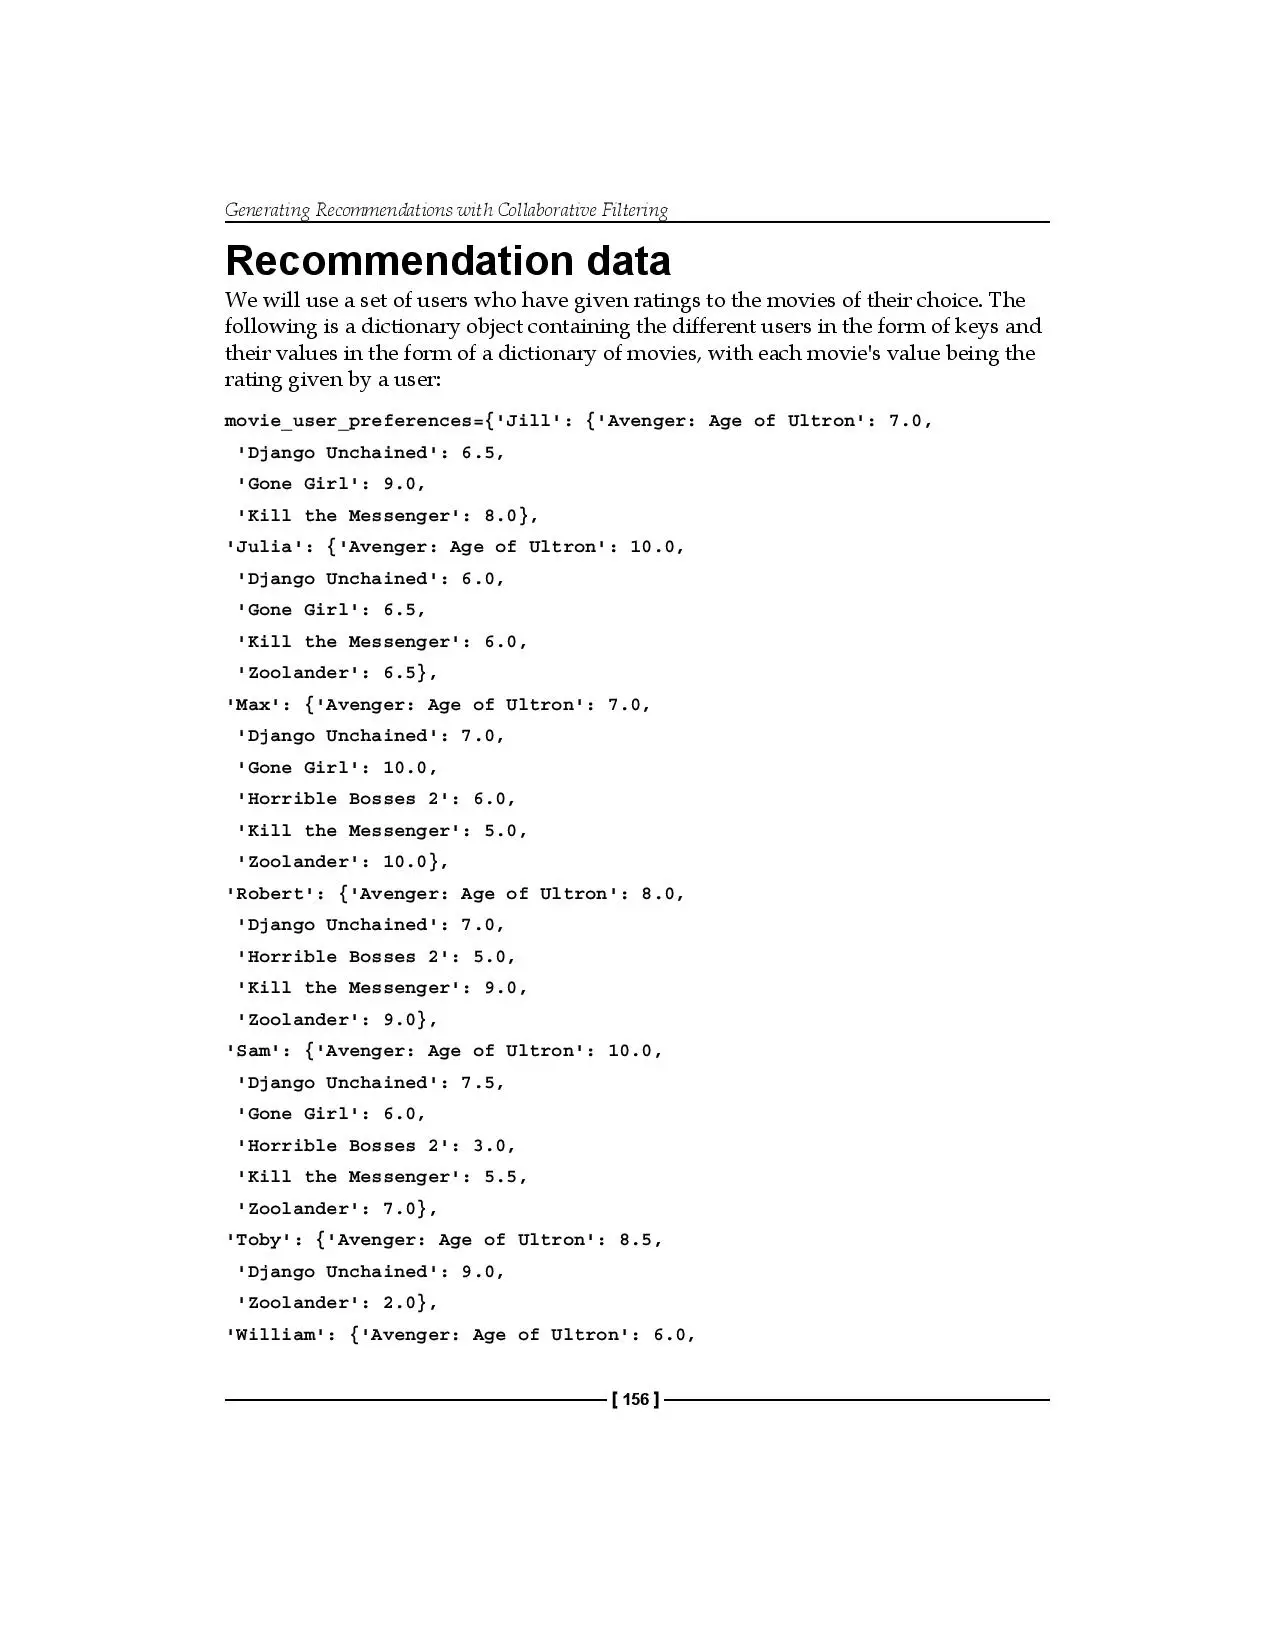 Generating Recommendations with Collaborative Filtering
Recommendation data
We will use a set of users who have given ratings to the movies of their choice. The
following is a dictionary object containing the different users in the form of keys and
their values in the form of a dictionary of movies, with each movie's value being the
rating given by a user:
movie_user_preferences={'Jill': {'Avenger: Age of Ultron': 7.0,
'Django Unchained': 6.5,
'Gone Girl': 9.0,
'Kill the Messenger': 8.0},
'Julia': {'Avenger: Age of Ultron': 10.0,
'Django Unchained': 6.0,
'Gone Girl': 6.5,
'Kill the Messenger': 6.0,
'Zoolander': 6.5},
'Max': {'Avenger: Age of Ultron': 7.0,
'Django Unchained': 7.0,
'Gone Girl': 10.0,
'Horrible Bosses 2': 6.0,
'Kill the Messenger': 5.0,
'Zoolander': 10.0},
'Robert': {'Avenger: Age of Ultron': 8.0,
'Django Unchained': 7.0,
'Horrible Bosses 2': 5.0,
'Kill the Messenger': 9.0,
'Zoolander': 9.0},
'Sam': {'Avenger: Age of Ultron': 10.0,
'Django Unchained': 7.5,
'Gone Girl': 6.0,
'Horrible Bosses 2': 3.0,
'Kill the Messenger': 5.5,
'Zoolander': 7.0},
'Toby': {'Avenger: Age of Ultron': 8.5,
'Django Unchained': 9.0,
'Zoolander': 2.0},
'William': {'Avenger: Age of Ultron': 6.0,
[ 156 ]